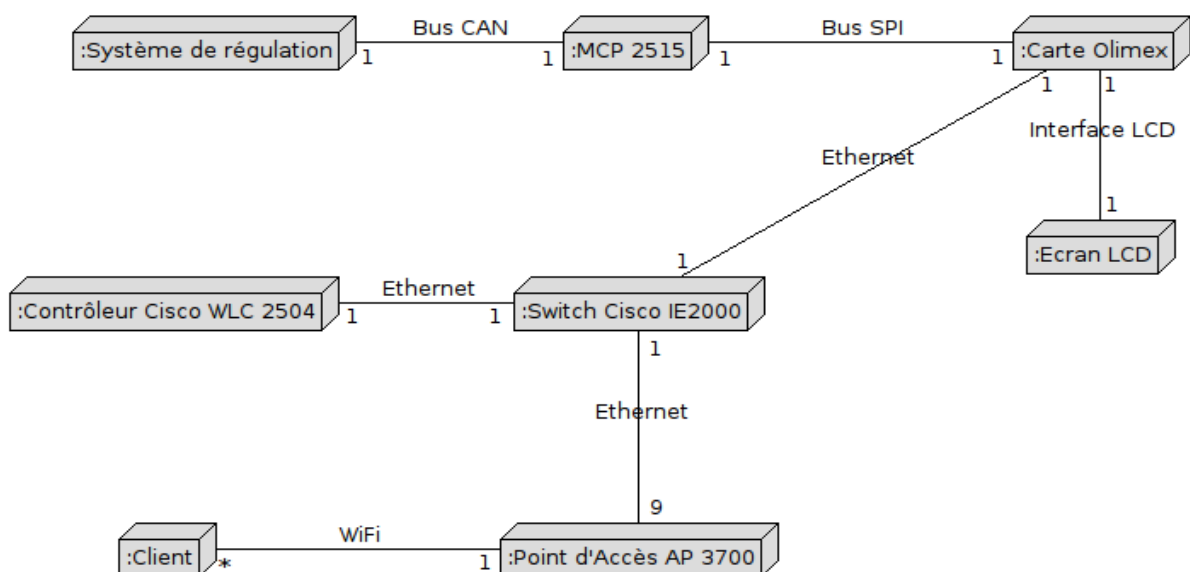 Bus CAN
Bus SPI
:Système de régulation
1
1
:MCP 2515
1
1
:Carte Olimex
1
1
Interface LCD
Ethernet
1
:Ecran LCD
1
Ethernet
:Contrôleur Cisco WLC 2504
1
1
:Switch Cisco IE2000
1
Ethernet
9
WiFi
:Client
*
1
:Point d'Accès AP 3700